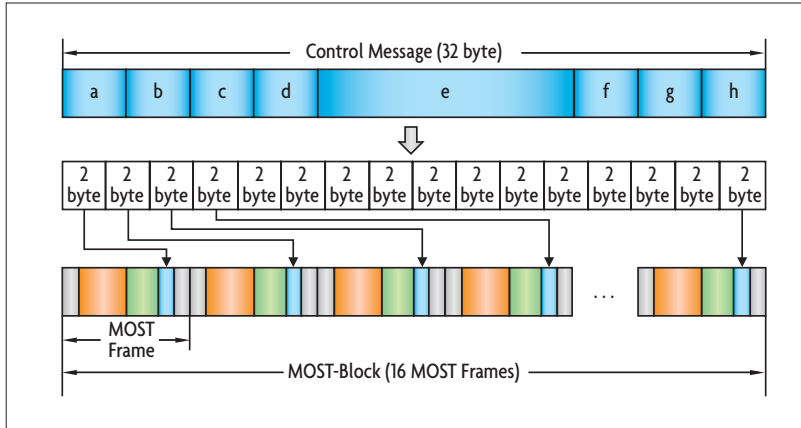 Control Message (32 byte)
a b c d e f g h
2 2 2 2 2 2 2 2 2 2 2 2 2 2 2 2
byte byte byte byte byte byte byte byte byte byte byte byte byte byte byte byte
...
MOST
Frame
MOST-Block (16 MOST Frames)